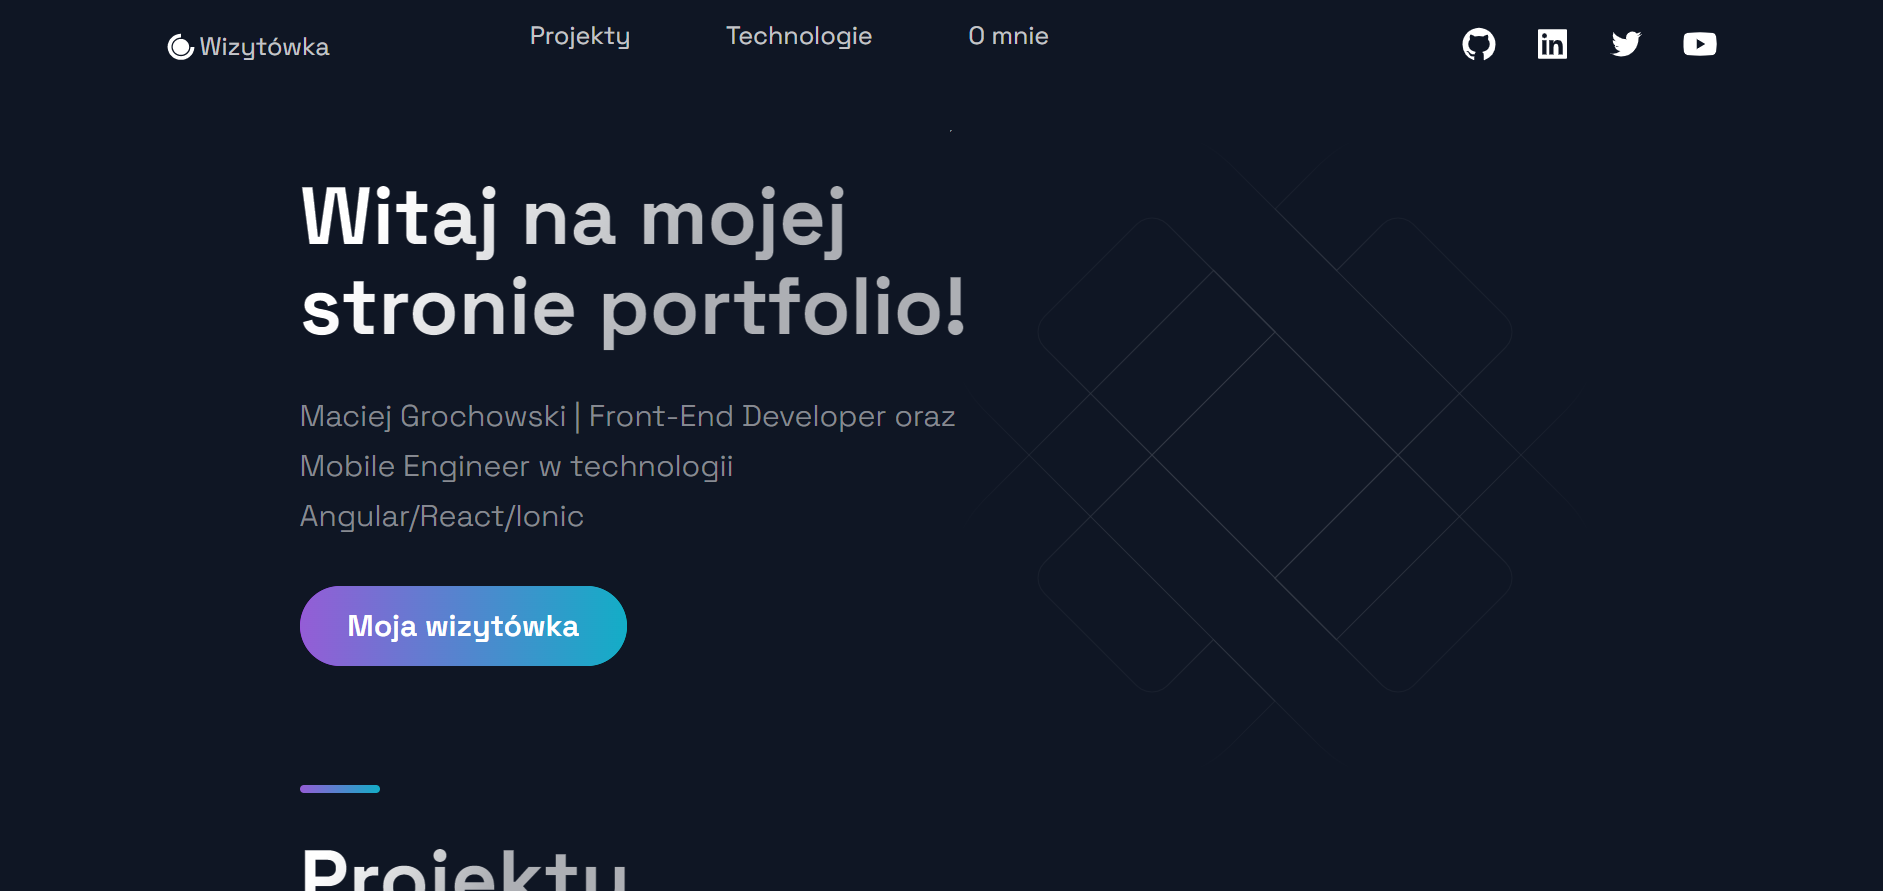 Wizytówka
Projekty
Technologie
O mnie
Witaj na mojej
stronie portfolio!
Maciej Grochowski | Front-End Developer oraz
Mobile Engineer w technologii
Angular/React/Ionic
Moja wizytówka
Projekty